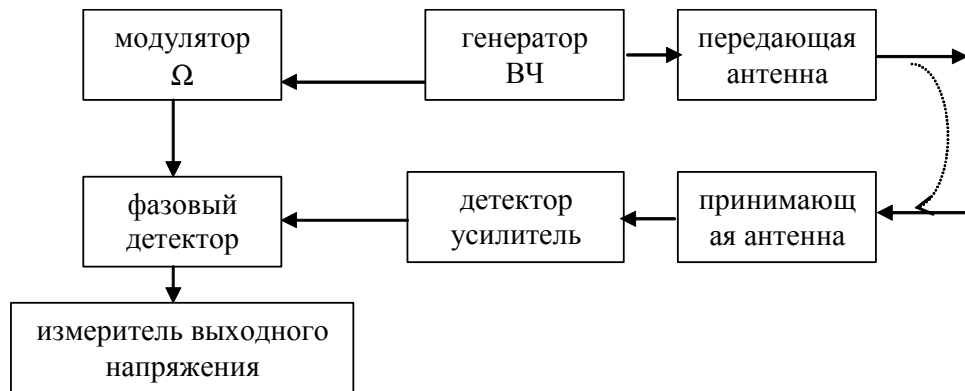 модулятор
Ω
генератор
ВЧ
передающая
антенна
фазовый
детектор
детектор
усилитель
принимающ
ая антенна
измеритель выходного
напряжения